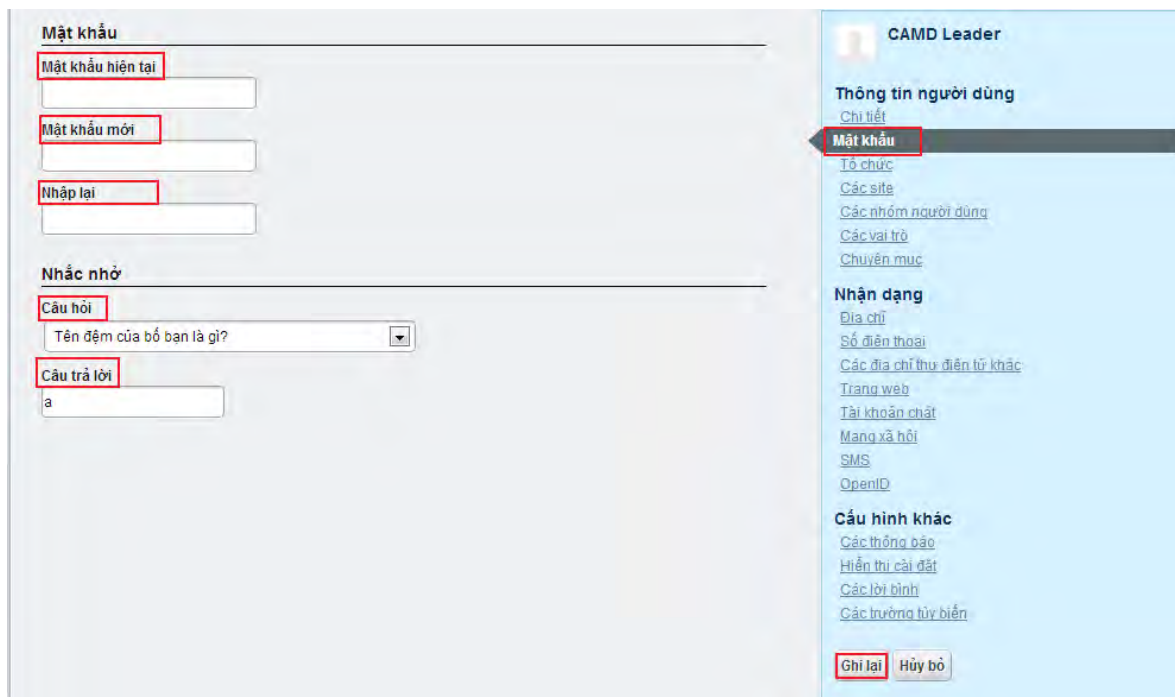 Mật khẩu
Mật khẩu hiện tại
Mật khẩu mới
Nhập lại
Nhắc nhở
Câu hỏi
Tên đệm của bố bạn là gì?
Câu trả lời
a
CAMD Leader
Thông tin người dùng
Chi tiết
Mật khẩu
Tổ chức
Các site
Các nhóm người dùng
Các vai trò
Chuyên mục
Nhận dạng
Địa chỉ
Số điện thoại
Các địa chỉ thư điện tử khác
Trang web
Tài khoản chát
Mạng xã hội
SMS
OpenID
Cấu hình khác
Các thông báo
Hiển thị cài đặt
Các lời bình
Các trường tùy biến
Ghi lại Hủy bỏ